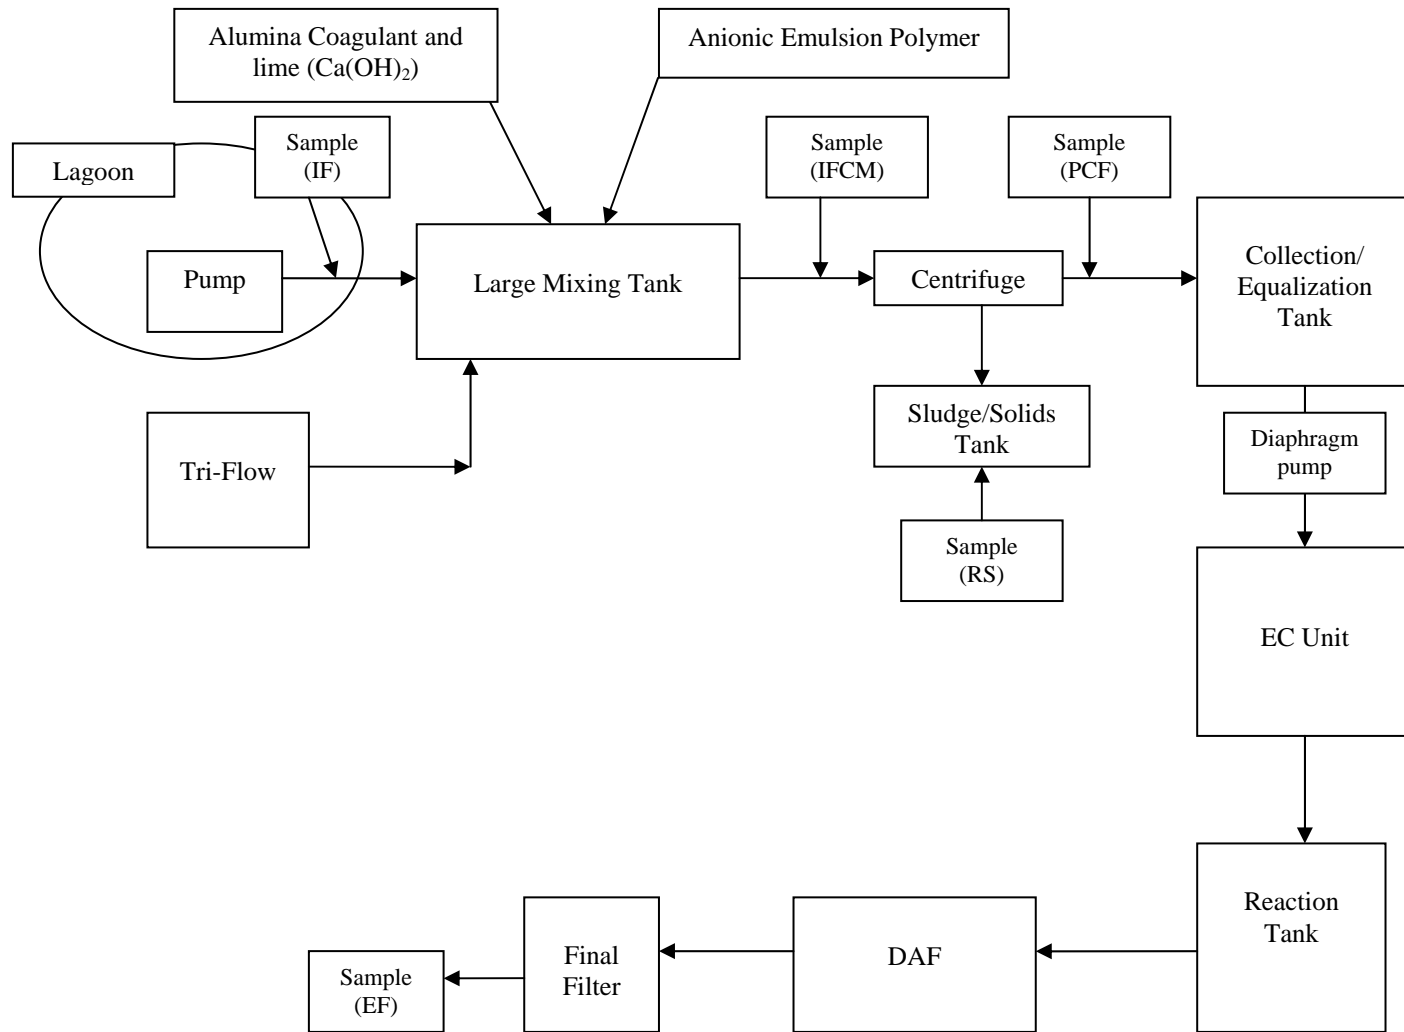 Alumina Coagulant and
lime (Ca(OH)₂)
Anionic Emulsion Polymer
Lagoon
Sample
(IF)
Sample
(IFCM)
Sample
(PCF)
Pump
Large Mixing Tank
Centrifuge
Collection/
Equalization
Tank
Tri-Flow
Sludge/Solids
Tank
Diaphragm
pump
Sample
(RS)
EC Unit
Reaction
Tank
DAF
Final
Filter
Sample
(EF)